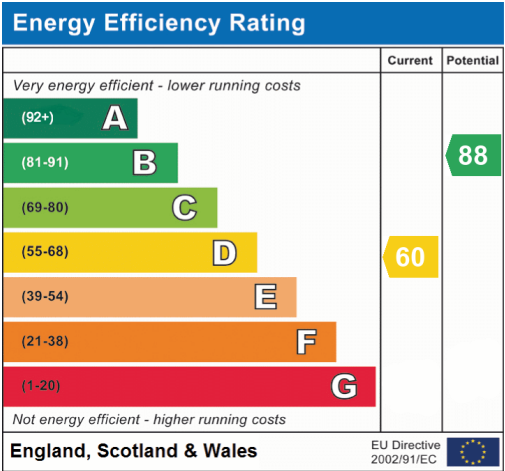 Energy Efficiency Rating
Current Potential
Very energy efficient - lower running costs
(92+) A
(81-91) B
88
(69-80) C
(55-68) D
60
(39-54) E
(21-38) F
(1-20) G
Not energy efficient - higher running costs
England, Scotland & Wales
EU Directive
2002/91/EC